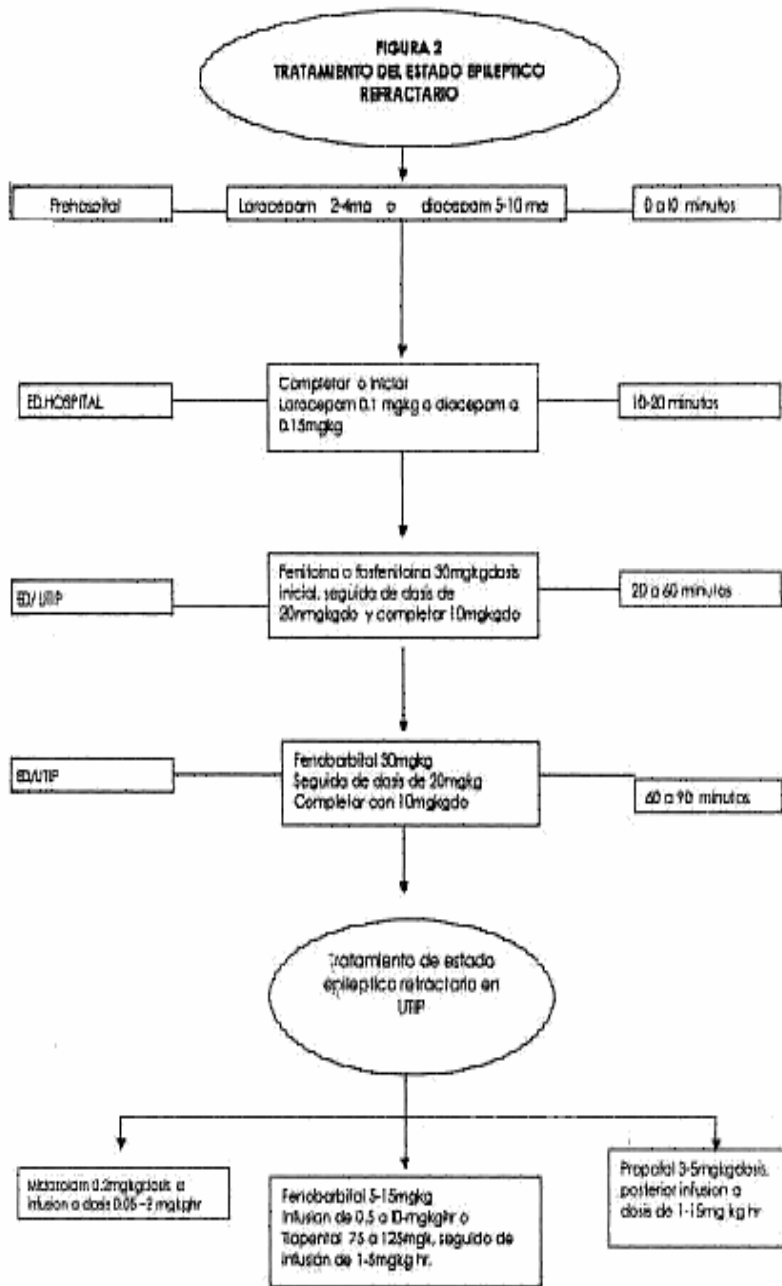 FIGURA 2
TRATAMIENTO DEL ESTADO EPILEPTICO
REFRACTARIO
Prehospital
Loracepam 2-4mg o diacepam 5-10 mg
0 a 10 minutos
ED.HOSPITAL
Completar o iniciar
Loracepam 0.1 mgkg o diacepam a
0.15mgkg
10-20 minutos
ED/ UTIP
Fenitoina o fosfenitoina 30mgkgdosis
inicial, seguida de dosis de
20mgkgdo y completar 10mgkgdo
20 a 60 minutos
ED/UTIP
Fenobarbital 30mgkg
Seguida de dosis de 20mgkg
Completar con 10mgkgdo
60 a 90 minutos
Tratamiento de estado
epileptico refractario en
UTIP
Midazolam 0.2mgkgdosis e
infusion a dosis 0.05-2 mgkghr
Fenobarbital 5-15mgkg
Infusion de 0.5 a 10-mgkghr o
Tiopental 75 a 125mgk, seguido de
infusión de 1-5mgkg hr.
Propofol 3-5mgkgdosis,
posterior infusion a
dosis de 1-15mg kg hr